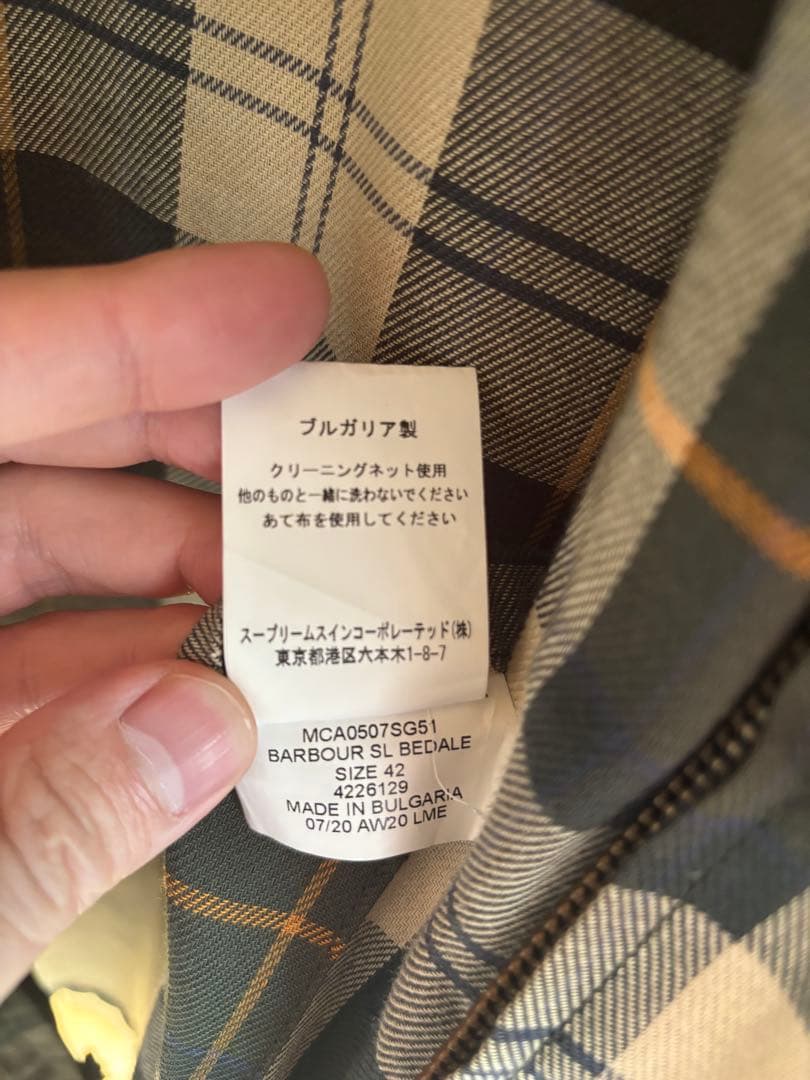 ブルガリア製
クリーニングネット使用
他のものと一緒に洗わないでください
あて布を使用してください
スープリームスインコーポレーテッド(株)
東京都港区六本木1-8-7
MCA0507SG51
BARBOUR SL BEDALE
SIZE 42
4226129
MADE IN BULGARIA
07/20 AW20 LME